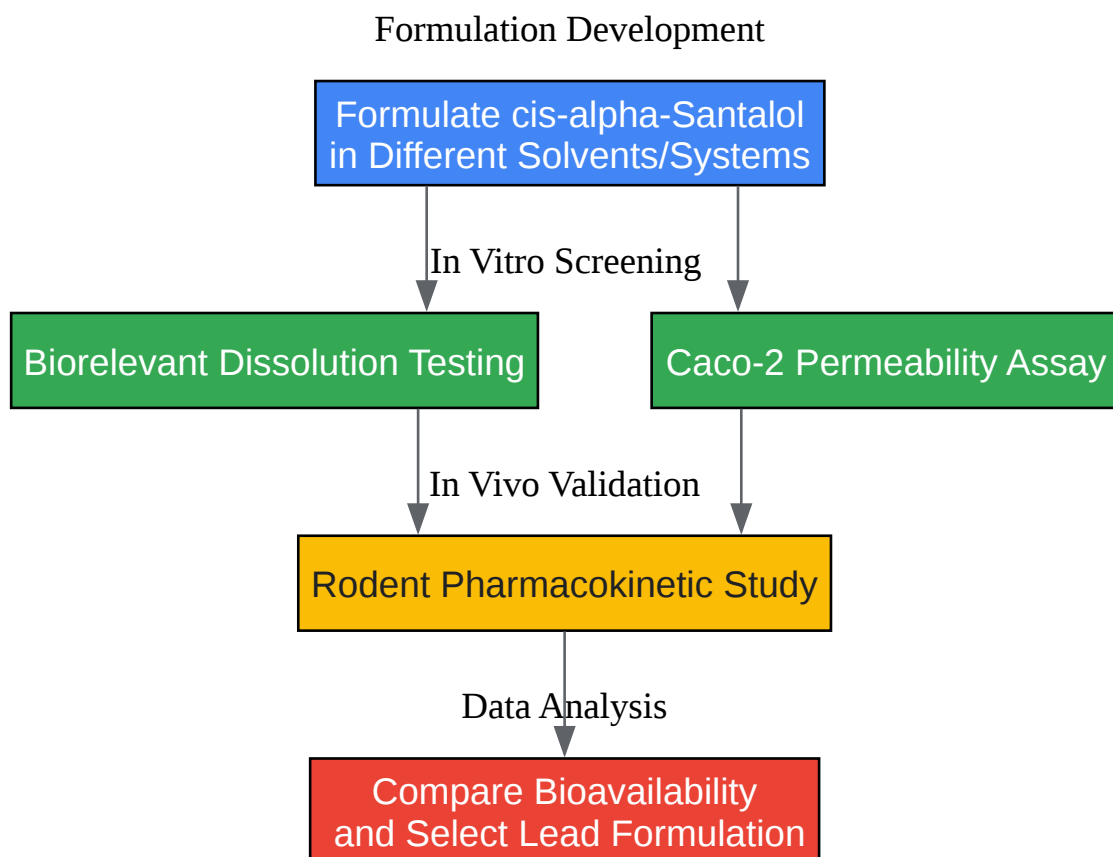 Formulation Development
Formulate cis-alpha-Santalol
in Different Solvents/Systems
In Vitro Screening
Biorelevant Dissolution Testing
Caco-2 Permeability Assay
In Vivo Validation
Rodent Pharmacokinetic Study
Data Analysis
Compare Bioavailability
and Select Lead Formulation